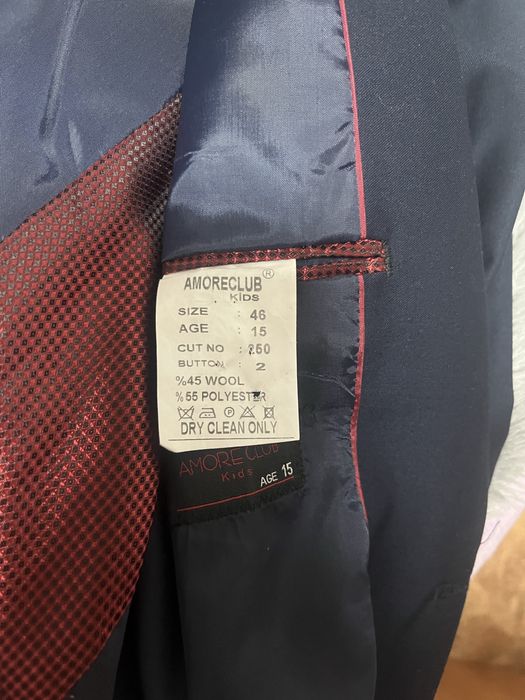 AMORECLUB ®
KiDS
SIZE : 46
AGE : 15
CUT NO : 250
BUTTON : 2
%45 WOOL
%55 POLYESTER
DRY CLEAN ONLY
AMORE CLUB
Kids
AGE 15